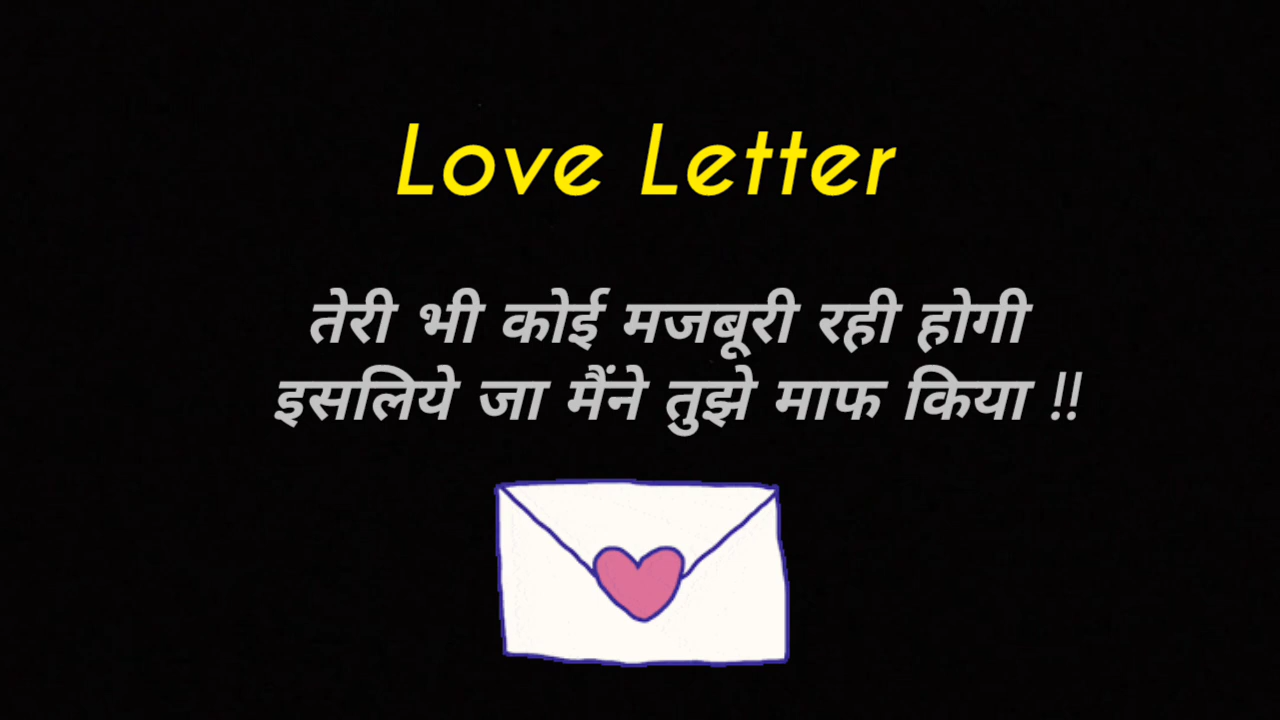 Love Letter
तेरी भी कोई मजबूरी रही होगी
इसलिये जा मैंने तुझे माफ किया !!